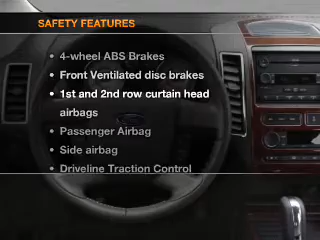 SAFETY FEATURES
• 4-wheel ABS Brakes
• Front Ventilated disc brakes
• 1st and 2nd row curtain head
airbags
• Passenger Airbag
• Side airbag
• Driveline Traction Control